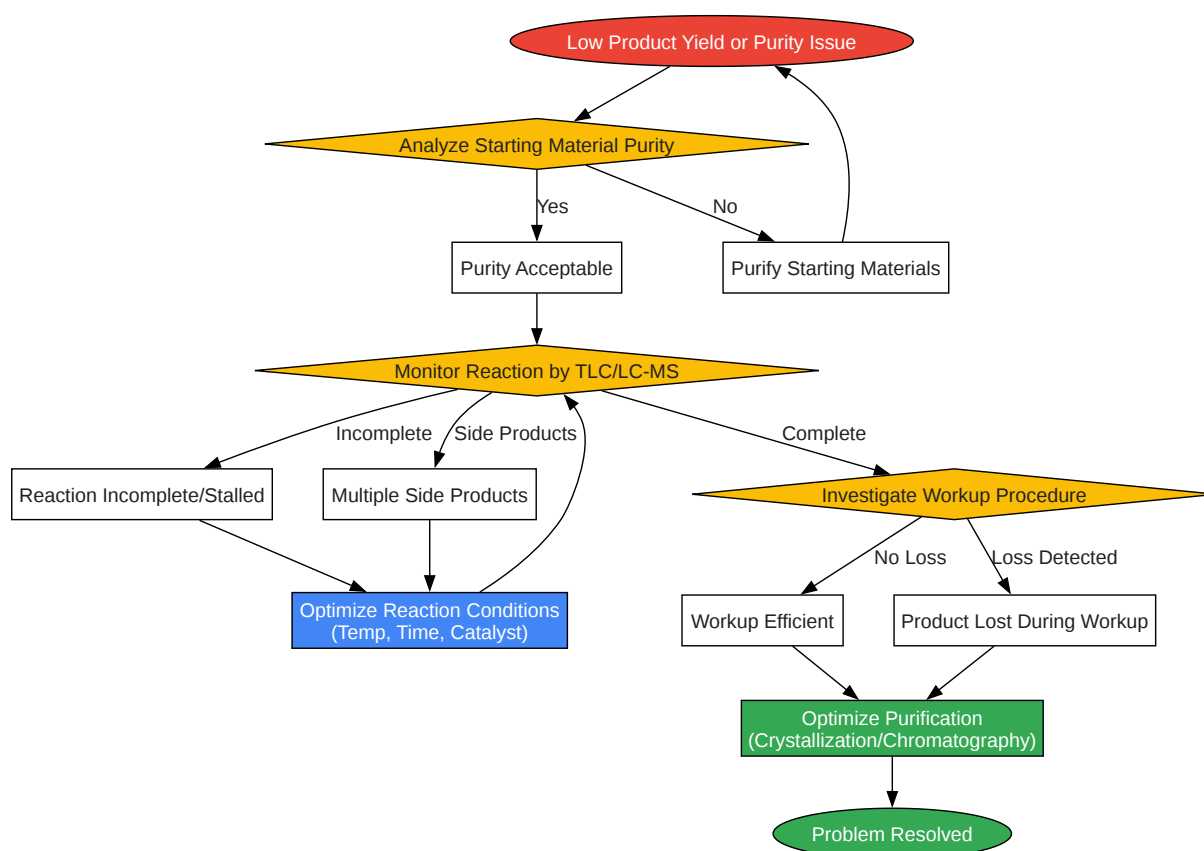 Low Product Yield or Purity Issue
Analyze Starting Material Purity
Yes
No
Purity Acceptable
Purify Starting Materials
Monitor Reaction by TLC/LC-MS
Incomplete
Side Products
Complete
Reaction Incomplete/Stalled
Multiple Side Products
Investigate Workup Procedure
No Loss
Loss Detected
Optimize Reaction Conditions
(Temp, Time, Catalyst)
Workup Efficient
Product Lost During Workup
Optimize Purification
(Crystallization/Chromatography)
Problem Resolved